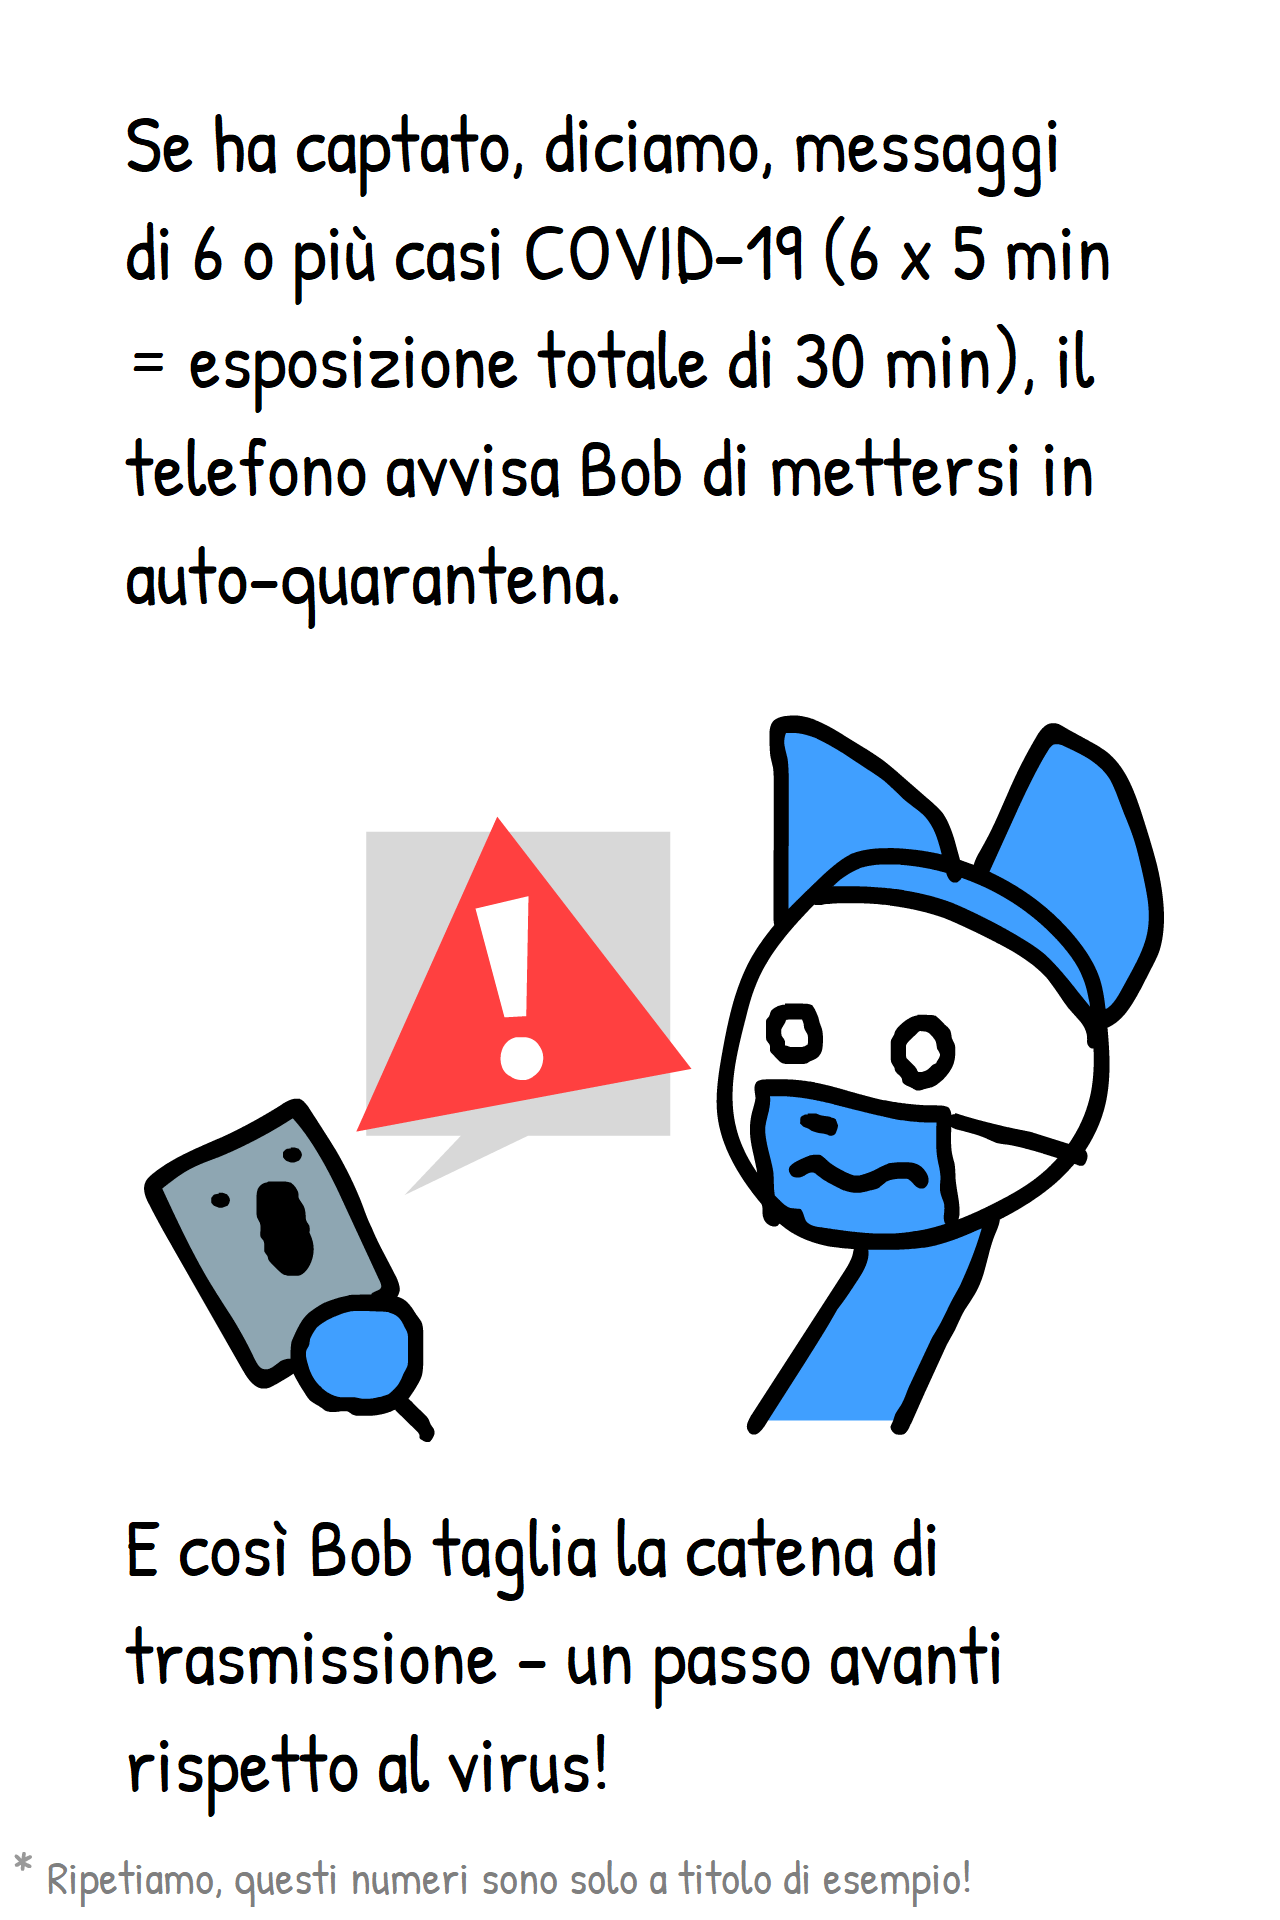 Se ha captato, diciamo, messaggi
di 6 o più casi COVID-19 (6 x 5 min
= esposizione totale di 30 min), il
telefono avvisa Bob di mettersi in
auto-quarantena.
!
E così Bob taglia la catena di
trasmissione - un passo avanti
rispetto al virus!
* Ripetiamo, questi numeri sono solo a titolo di esempio!